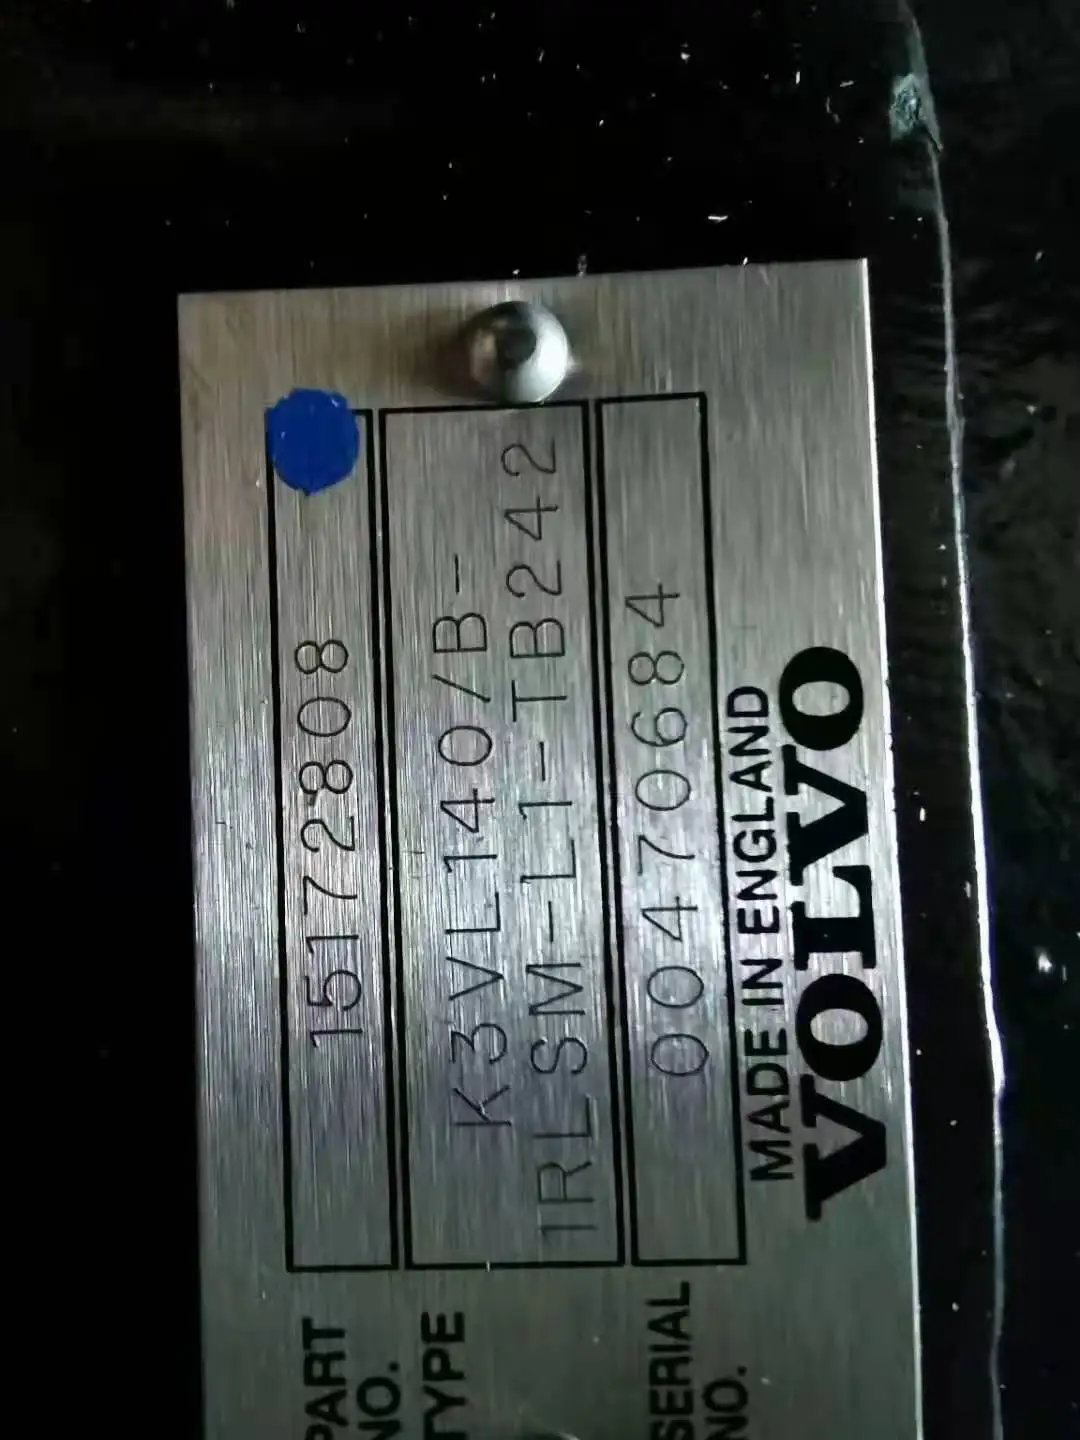 PART NO. 15172808
TYPE K3VL140/B-
1RLSM-L1-TB242
SERIAL NO. 00470684
MADE IN ENGLAND
VOLVO